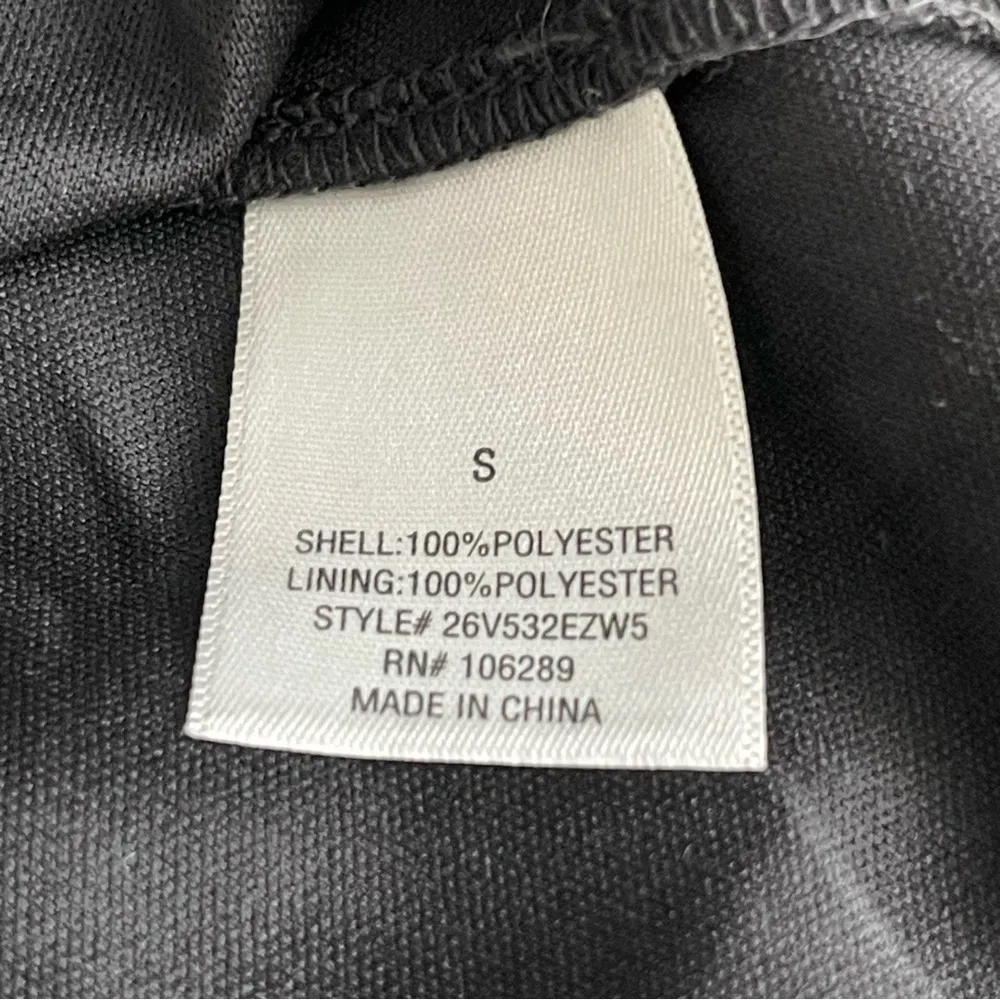 S
SHELL:100%POLYESTER
LINING:100%POLYESTER
STYLE# 26V532EZW5
RN# 106289
MADE IN CHINA